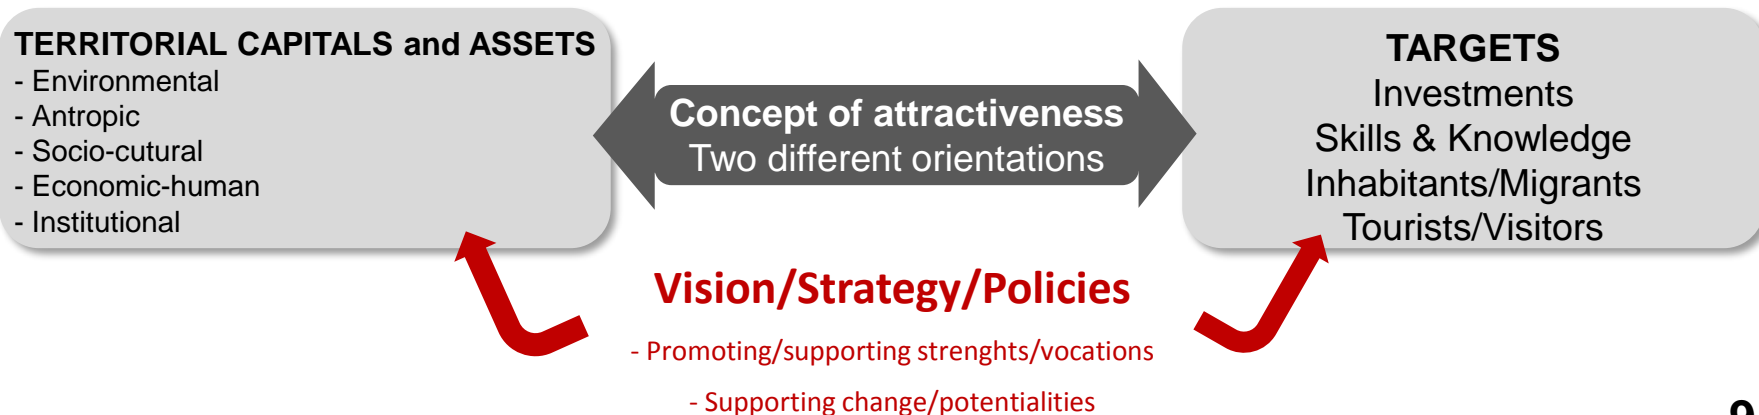 TERRITORIAL CAPITALS and ASSETS
- Environmental
- Antropic
- Socio-cutural
- Economic-human
- Institutional
Concept of attractiveness
Two different orientations
TARGETS
Investments
Skills & Knowledge
Inhabitants/Migrants
Tourists/Visitors
Vision/Strategy/Policies
- Promoting/supporting strenghts/vocations
- Supporting change/potentialities